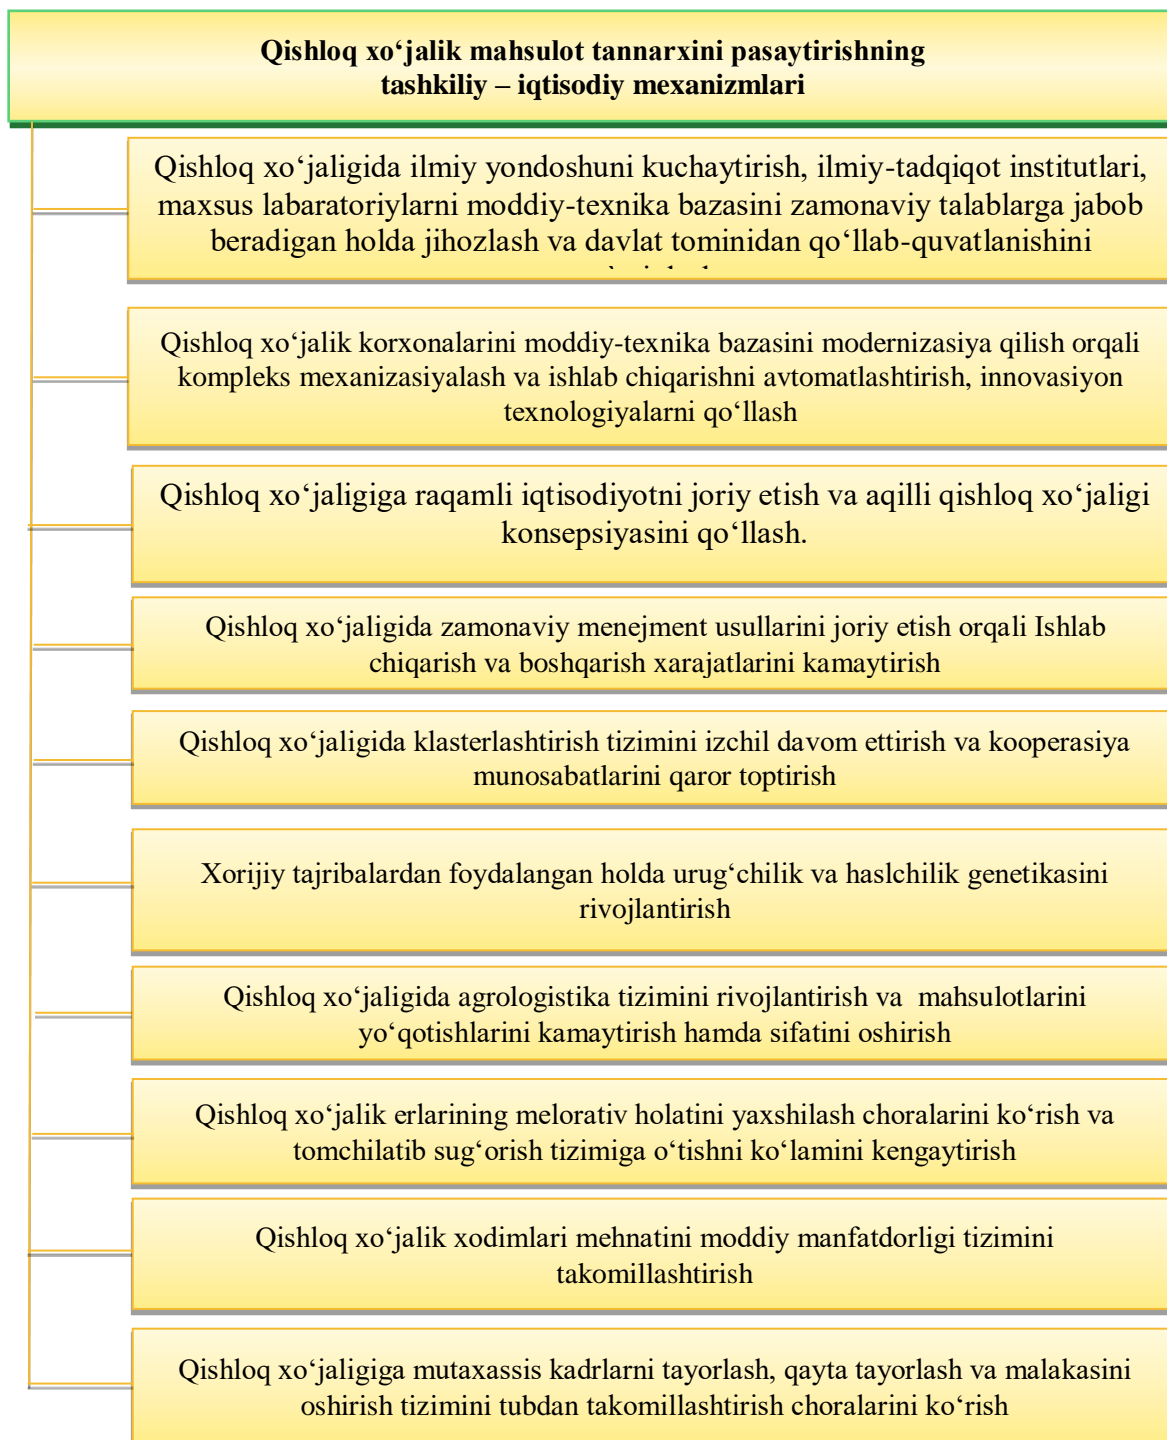 Qishloq xo‘jalik mahsulot tannarxini pasaytirishning
tashkiliy – iqtisodiy mexanizmlari
Qishloq xo‘jaligida ilmiy yondoshuni kuchaytirish, ilmiy-tadqiqot institutlari,
maxsus labaratoriylarni moddiy-texnika bazasini zamonaviy talablarga jabob
beradigan holda jihozlash va davlat tominidan qo‘llab-quvatlanishini
Qishloq xo‘jalik korxonalarini moddiy-texnika bazasini modernizasiya qilish orqali
kompleks mexanizasiyalash va ishlab chiqarishni avtomatlashtirish, innovasiyon
texnologiyalarni qo‘llash
Qishloq xo‘jaligiga raqamli iqtisodiyotni joriy etish va aqilli qishloq xo‘jaligi
konsepsiyasini qo‘llash.
Qishloq xo‘jaligida zamonaviy menejment usullarini joriy etish orqali Ishlab
chiqarish va boshqarish xarajatlarini kamaytirish
Qishloq xo‘jaligida klasterlashtirish tizimini izchil davom ettirish va kooperasiya
munosabatlarini qaror toptirish
Xorijiy tajribalardan foydalangan holda urug‘chilik va haslchilik genetikasini
rivojlantirish
Qishloq xo‘jaligida agrologistika tizimini rivojlantirish va mahsulotlarini
yo‘qotishlarini kamaytirish hamda sifatini oshirish
Qishloq xo‘jalik erlarining melorativ holatini yaxshilash choralarini ko‘rish va
tomchilatib sug‘orish tizimiga o‘tishni ko‘lamini kengaytirish
Qishloq xo‘jalik xodimlari mehnatini moddiy manfatdorligi tizimini
takomillashtirish
Qishloq xo‘jaligiga mutaxassis kadrlarni tayorlash, qayta tayorlash va malakasini
oshirish tizimini tubdan takomillashtirish choralarini ko‘rish